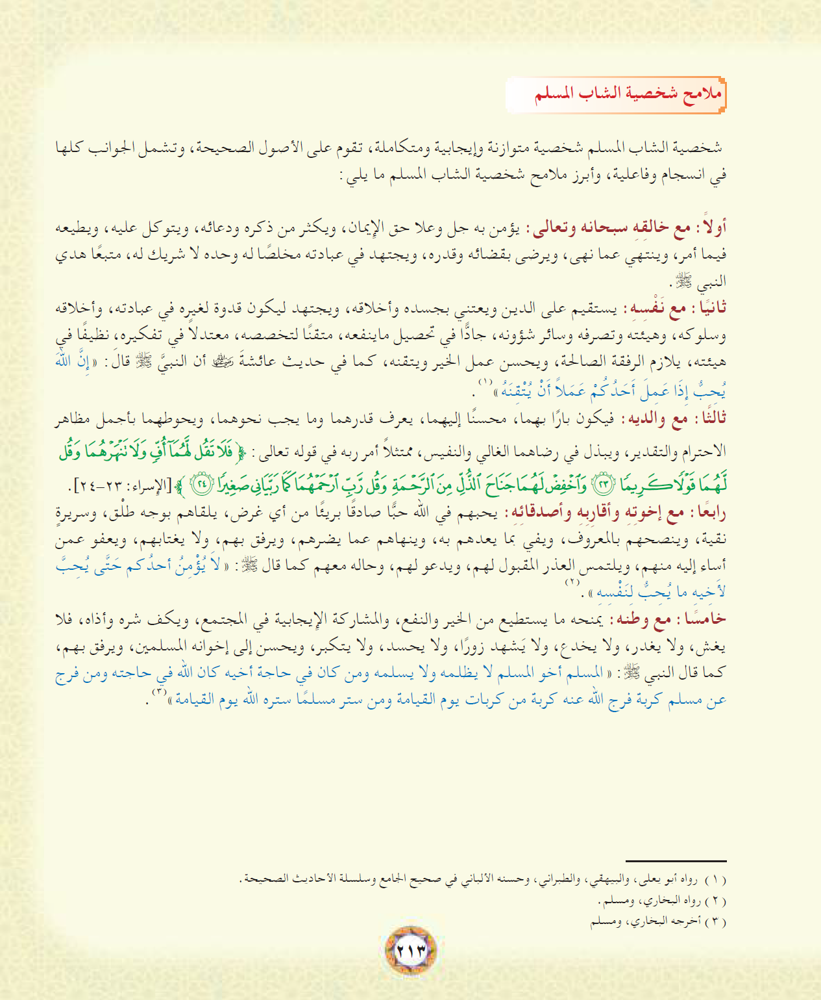 ملامح شخصية الشاب المسلم
شخصية الشاب المسلم شخصية متوازنة وإيجابية ومتكاملة، تقوم على الأصول الصحيحة، وتشمل الجوانب كلها
في انسجام وفاعلية، وأبرز ملامح شخصية الشاب المسلم ما يلي:
أولاً: مع خالقِهِ سبحانه وتعالى: يؤمن به جل وعلا حق الإيمان، ويكثر من ذكره ودعائه، ويتوكل عليه، ويطيعه
فيما أمر، وينتهي عما نهى، ويرضى بقضائه وقدره، ويجتهد في عبادته مخلصًا له وحده لا شريك له، متبعًا هدي
النبي ﷺ.
ثانيًا: مع نَفْسِهِ: يستقيم على الدين ويعتني بجسده وأخلاقه، ويجتهد ليكون قدوة لغيره في عبادته، وأخلاقه
وسلوكه، وهيئته وتصرفه وسائر شؤونه، جادًّا في تحصيل ماينفعه، متقنًا لتخصصه، معتدلاً في تفكيره، نظيفًا في
هيئته، يلازم الرفقة الصالحة، ويحسن عمل الخير ويتقنه، كما في حديث عائشةَ رضي الله عنها أن النبيَّ ﷺ قالَ: «إِنَّ اللهَ
يُحِبُّ إِذَا عَمِلَ أَحَدُكُمْ عَمَلاً أَنْ يُتْقِنَهُ»(١).
ثالثًا: مع والديه: فيكون بارًا بهما، محسنًا إليهما، يعرف قدرهما وما يجب نحوهما، ويحوطهما بأجمل مظاهر
الاحترام والتقدير، ويبذل في رضاهما الغالي والنفيس، ممتثلاً أمر ربه في قوله تعالى: ﴿فَلَا تَقُل لَّهُمَآ أُفٍّ وَلَا تَنْهَرْهُمَا وَقُل
لَّهُمَا قَوْلًا كَرِيمًا ٢٣ وَٱخْفِضْ لَهُمَا جَنَاحَ ٱلذُّلِّ مِنَ ٱلرَّحْمَةِ وَقُل رَّبِّ ٱرْحَمْهُمَا كَمَا رَبَّيَانِي صَغِيرًا ٢٤﴾ [الإسراء: ٢٣-٢٤].
رابعًا: مع إخوتِهِ وأقارِبِهِ وأصدقائِهِ: يحبهم في الله حبًّا صادقًا بريئًا من أي غرض، يلقاهم بوجه طلْق، وسريرةٍ
نقية، وينصحهم بالمعروف، ويفي بما يعدهم به، وينهاهم عما يضرهم، ويرفق بهم، ولا يغتابهم، ويعفو عمن
أساء إليه منهم، ويلتمس العذر المقبول لهم، ويدعو لهم، وحاله معهم كما قال ﷺ: «لاَ يُؤْمِنُ أحدُكم حَتَّى يُحِبَّ
لأَخِيهِ ما يُحِبُّ لِنَفْسِهِ».(٢)
خامسًا: مع وطنه: يمنحه ما يستطيع من الخير والنفع، والمشاركة الإيجابية في المجتمع، ويكف شره وأذاه، فلا
يغش، ولا يغدر، ولا يخدع، ولا يَشهد زورًا، ولا يحسد، ولا يتكبر، ويحسن إلى إخوانه المسلمين، ويرفق بهم،
كما قال النبي ﷺ: «المسلم أخو المسلم لا يظلمه ولا يسلمه ومن كان في حاجة أخيه كان الله في حاجته ومن فرج
عن مسلم كربة فرج الله عنه كربة من كربات يوم القيامة ومن ستر مسلمًا ستره الله يوم القيامة»(٣).
(١) رواه أبو يعلى، والبيهقي، والطبراني، وحسنه الألباني في صحيح الجامع وسلسلة الأحاديث الصحيحة.
(٢) رواه البخاري، ومسلم.
(٣) أخرجه البخاري، ومسلم
٢١٣